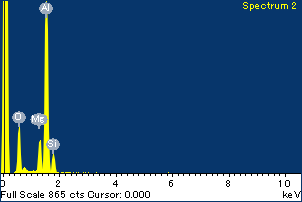 Spectrum 2
Al
O
Mg
Si
0 2 4 6 8 10
Full Scale 865 cts Cursor: 0.000 keV